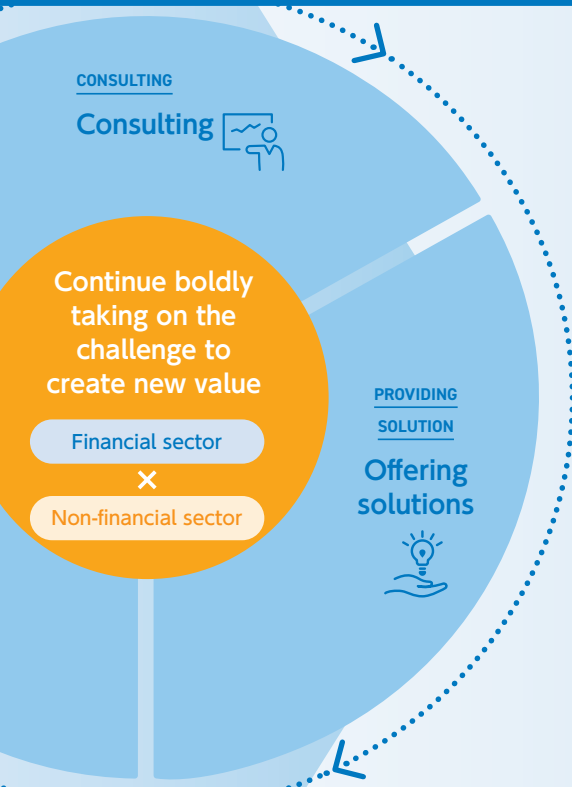 CONSULTING
Consulting
Continue boldly
taking on the
challenge to
create new value
Financial sector
×
Non-financial sector
PROVIDING
SOLUTION
Offering
solutions